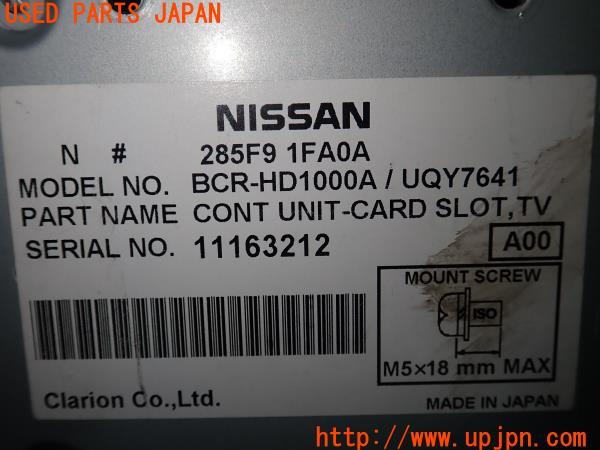 USED PARTS JAPAN
NISSAN
N # 285F9 1FA0A
MODEL NO. BCR-HD1000A / UQY7641
PART NAME CONT UNIT-CARD SLOT,TV
SERIAL NO. 11163212
A00
MOUNT SCREW
ISO
M5×18 mm MAX
Clarion Co.,Ltd.
MADE IN JAPAN
UPJ http://www.upjpn.com